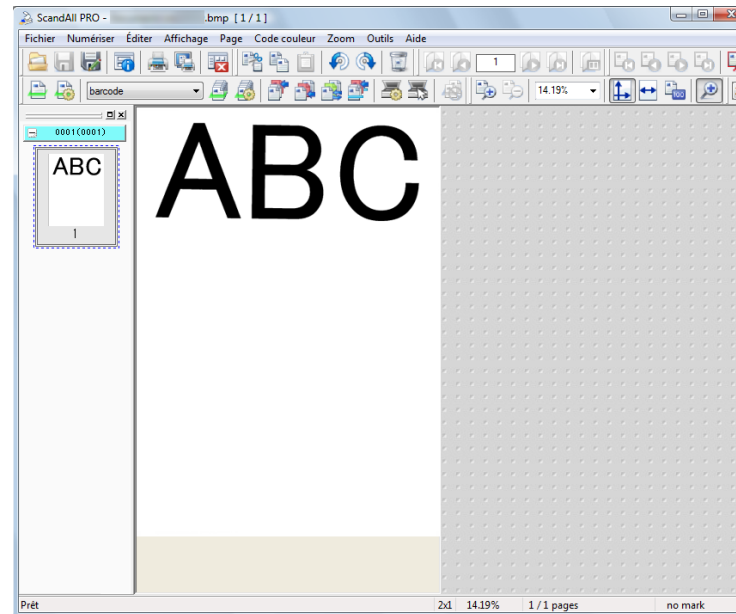 ScandAll PRO - .bmp [ 1 / 1 ]
Fichier Numériser Éditer Affichage Page Code couleur Zoom Outils Aide
1
barcode 14.19% 100
0001(0001)
ABC
1
ABC
Prêt 2x1 14.19% 1 / 1 pages no mark